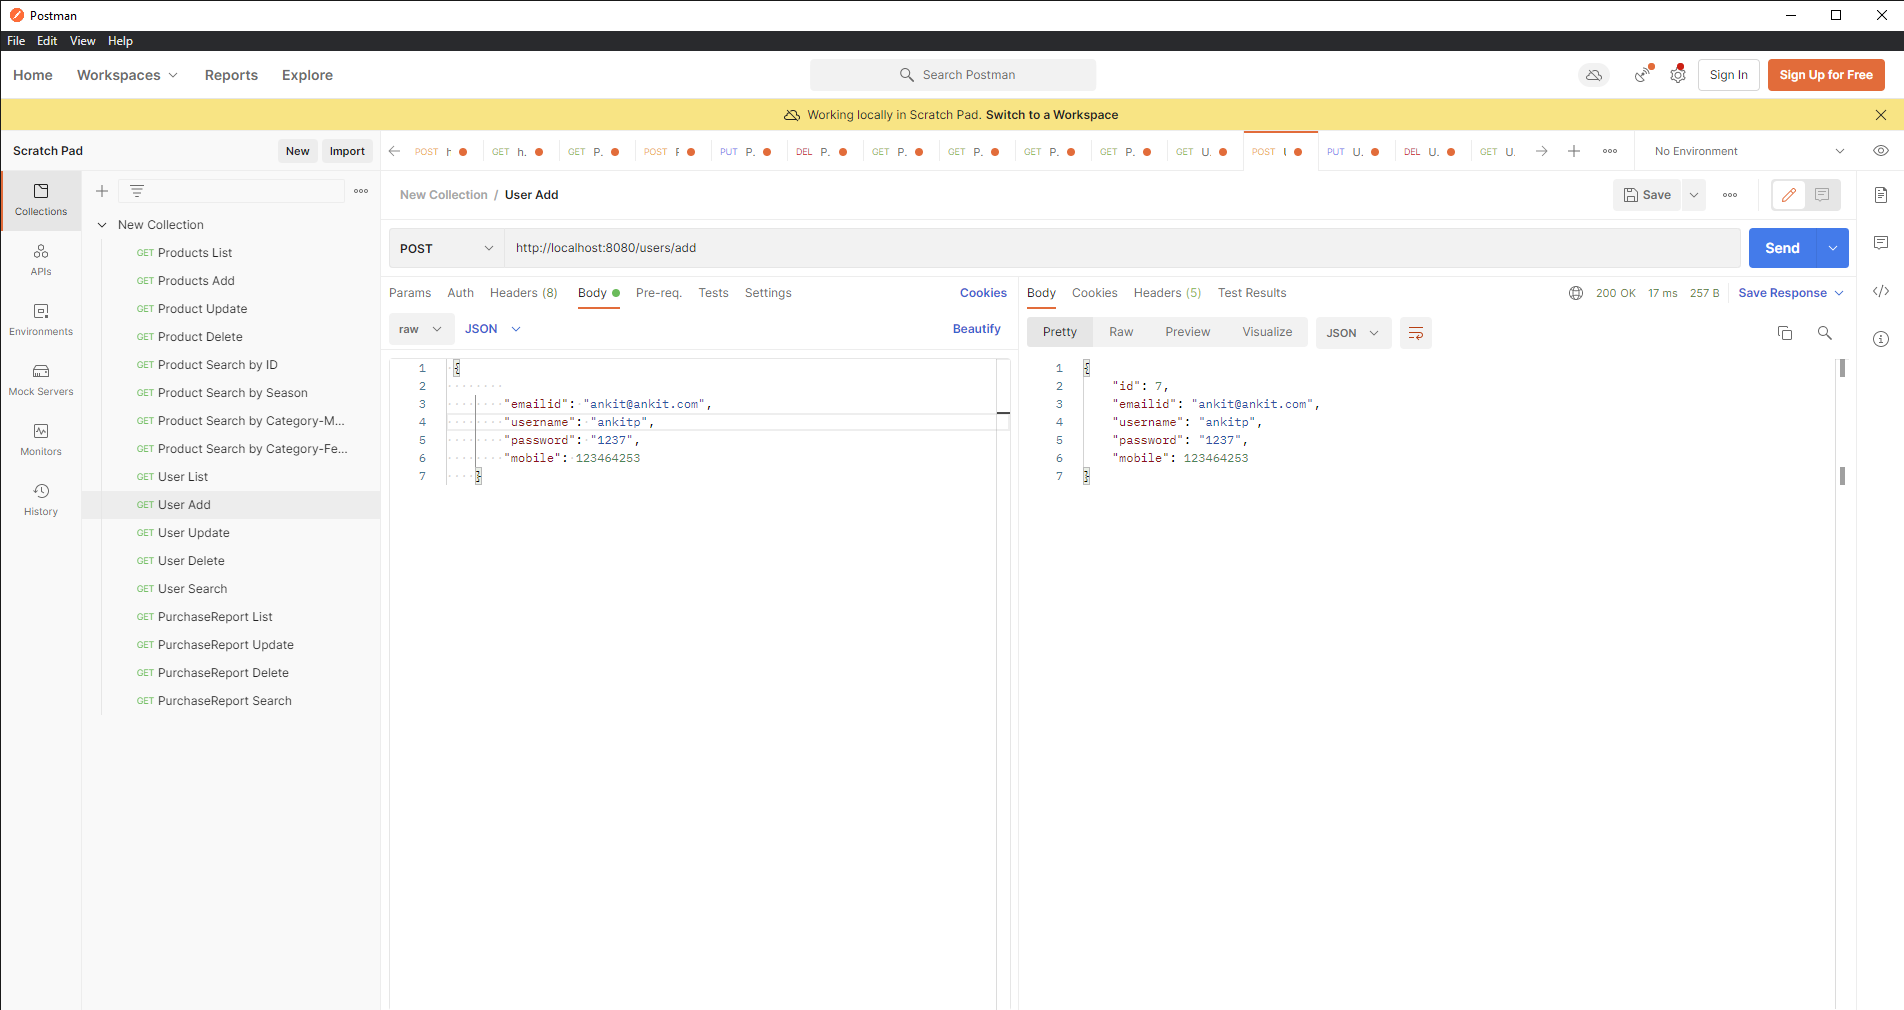 Postman
File Edit View Help
Home Workspaces Reports Explore
Search Postman
Sign In Sign Up for Free
Working locally in Scratch Pad. Switch to a Workspace
Scratch Pad New Import
POST GET h. GET P. POST PUT P. DEL P. GET P. GET P. GET P. GET P. GET U. POST PUT U. DEL U. GET U.
No Environment
Collections
APIs
Environments
Mock Servers
Monitors
History
New Collection
GET Products List
GET Products Add
GET Product Update
GET Product Delete
GET Product Search by ID
GET Product Search by Season
GET Product Search by Category-M...
GET Product Search by Category-Fe...
GET User List
GET User Add
GET User Update
GET User Delete
GET User Search
GET PurchaseReport List
GET PurchaseReport Update
GET PurchaseReport Delete
GET PurchaseReport Search
New Collection / User Add
Save
POST http://localhost:8080/users/add
Send
Params Auth Headers (8) Body Pre-req. Tests Settings Cookies
raw JSON Beautify
1 {
2
3 "emailid": "ankit@ankit.com",
4 "username": "ankitp",
5 "password": "1237",
6 "mobile": 123464253
7 }
Body Cookies Headers (5) Test Results
200 OK 17 ms 257 B Save Response
Pretty Raw Preview Visualize JSON
1 {
2 "id": 7,
3 "emailid": "ankit@ankit.com",
4 "username": "ankitp",
5 "password": "1237",
6 "mobile": 123464253
7 }